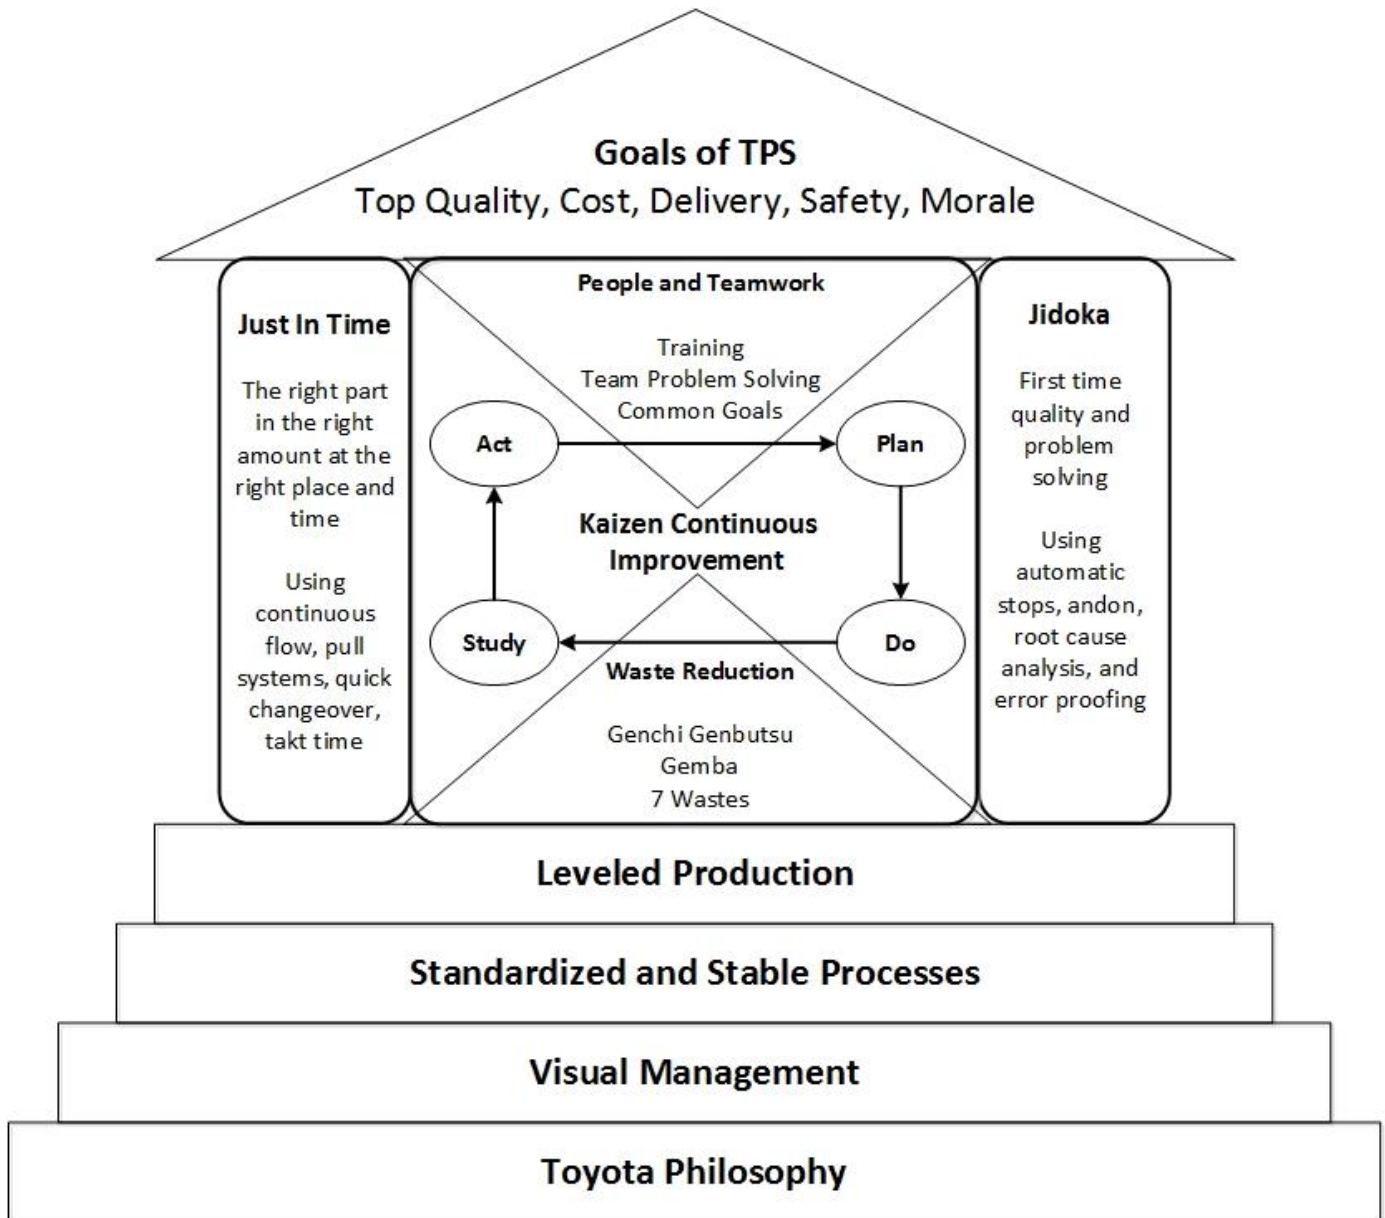 Goals of TPS
Top Quality, Cost, Delivery, Safety, Morale
Just In Time
The right part
in the right
amount at the
right place and
time
Using
continuous
flow, pull
systems, quick
changeover,
takt time
People and Teamwork
Training
Team Problem Solving
Common Goals
Act
Plan
Kaizen Continuous
Improvement
Study
Do
Waste Reduction
Genchi Genbutsu
Gemba
7 Wastes
Jidoka
First time
quality and
problem
solving
Using
automatic
stops, andon,
root cause
analysis, and
error proofing
Leveled Production
Standardized and Stable Processes
Visual Management
Toyota Philosophy